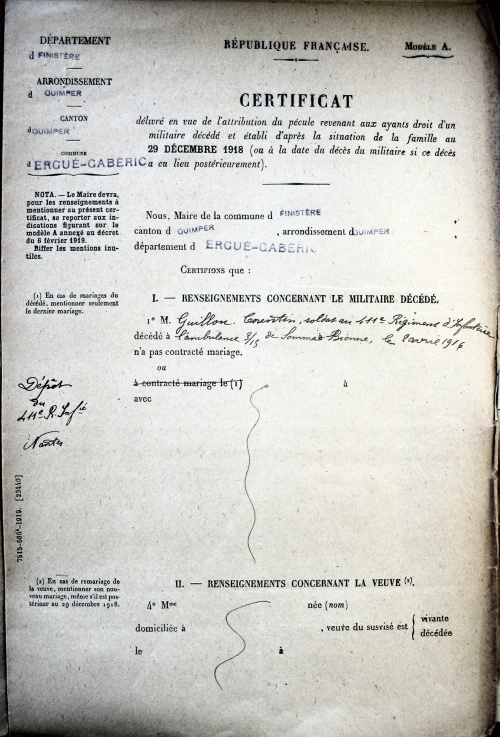 DÉPARTEMENT
d FINISTÈRE
ARRONDISSEMENT
d QUIMPER
CANTON
d QUIMPER
COMMUNE
d ERGUÉ-GABÉRIC
NOTA. — Le Maire devra,
pour les renseignements à
mentionner au présent cer-
tificat, se reporter aux in-
dications figurant sur le
modèle A annexé au décret
du 6 février 1919.
Biffer les mentions inu-
tiles.
RÉPUBLIQUE FRANÇAISE.
MODÈLE A.
CERTIFICAT
délivré en vue de l'attribution du pécule revenant aux ayants droit d'un
militaire décédé et établi d'après la situation de la famille au
29 DÉCEMBRE 1918 (ou à la date du décès du militaire si ce décès
a eu lieu postérieurement).
Nous, Maire de la commune d FINISTÈRE
canton d QUIMPER , arrondissement d QUIMPER
département d ERGUÉ-GABÉRIC
CERTIFIONS que :
I. — RENSEIGNEMENTS CONCERNANT LE MILITAIRE DÉCÉDÉ.
(1) En cas de mariages du
décédé, mentionner seulement
le dernier mariage.
1° M. Guillou Corentin, soldat au 411e Régiment d'Infanterie
décédé à l'ambulance 9/5 de Somme Bionne, le 2 avril 1916
n'a pas contracté mariage.
ou
à contracté mariage le (1) à
avec
Dépôt
du
411e R. Infie
Nantes
7515-686A-1919. [23410]
II. — RENSEIGNEMENTS CONCERNANT LA VEUVE (2).
(2) En cas de remariage de
la veuve, mentionner son nou-
veau mariage, même s'il est pos-
térieur au 29 décembre 1918.
4° Mme née (nom)
domiciliée à , veuve du susvisé est { vivante
décédée
le à